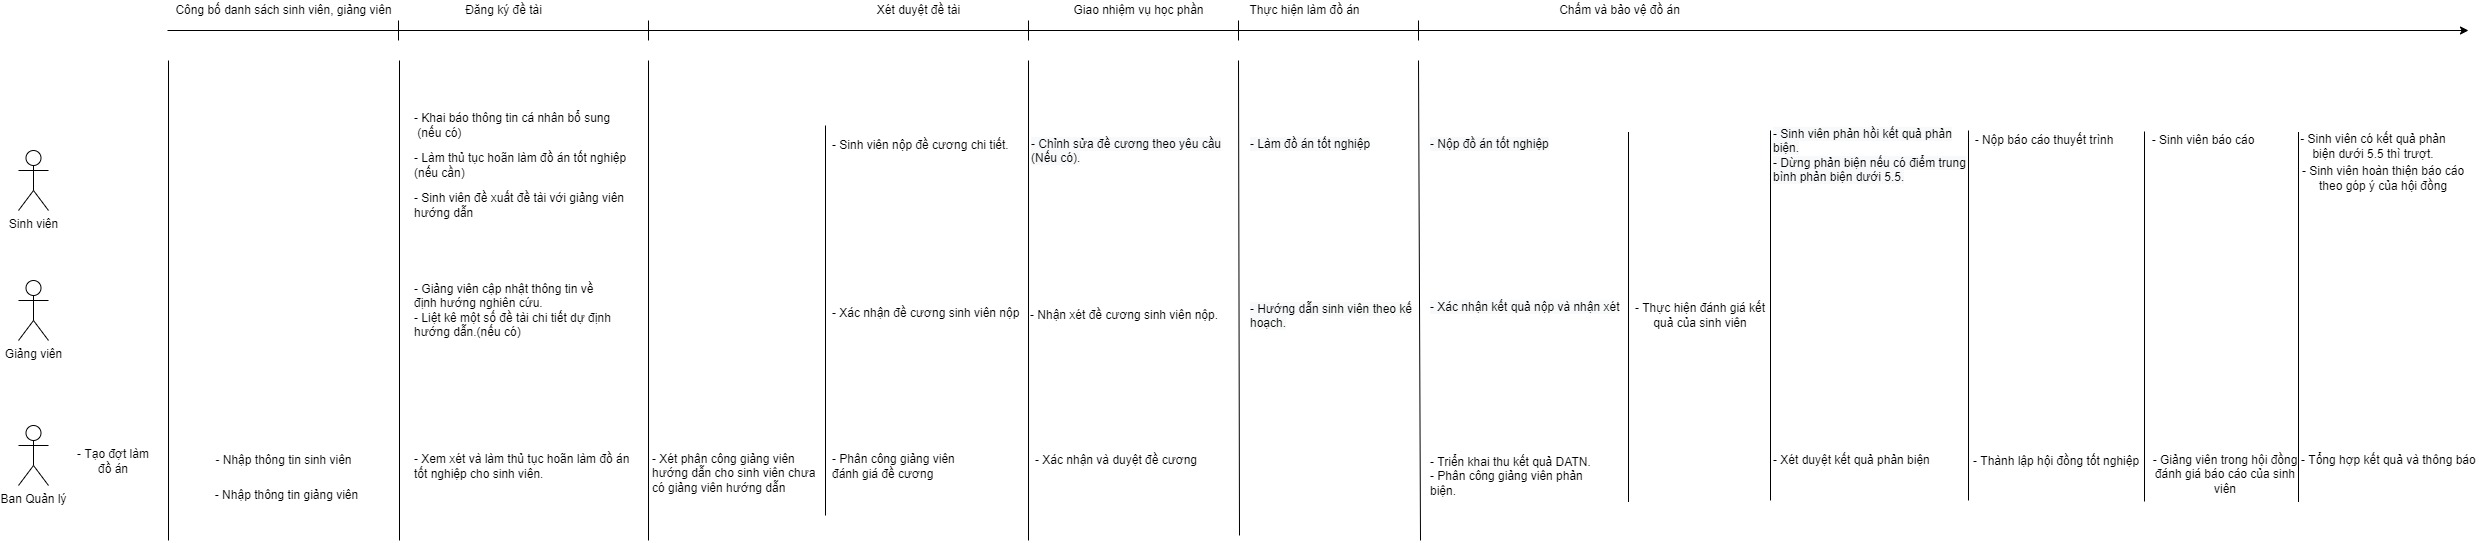 Công bố danh sách sinh viên, giảng viên
Đăng ký đề tài
Xét duyệt đề tài
Giao nhiệm vụ học phần
Thực hiện làm đồ án
Chấm và bảo vệ đồ án
Sinh viên
- Khai báo thông tin cá nhân bổ sung
(nếu có)
- Làm thủ tục hoãn làm đồ án tốt nghiệp
(nếu cần)
- Sinh viên đề xuất đề tài với giảng viên
hướng dẫn
- Sinh viên nộp đề cương chi tiết.
- Chỉnh sửa đề cương theo yêu cầu
(Nếu có).
- Làm đồ án tốt nghiệp
- Nộp đồ án tốt nghiệp
- Sinh viên phản hồi kết quả phản
biện.
- Dừng phản biện nếu có điểm trung
bình phản biện dưới 5.5.
- Nộp báo cáo thuyết trình
- Sinh viên báo cáo
- Sinh viên có kết quả phản
biện dưới 5.5 thì trượt.
- Sinh viên hoàn thiện báo cáo
theo góp ý của hội đồng
Giảng viên
- Giảng viên cập nhật thông tin về
định hướng nghiên cứu.
- Liệt kê một số đề tài chi tiết dự định
hướng dẫn.(nếu có)
- Xác nhận đề cương sinh viên nộp
- Nhận xét đề cương sinh viên nộp.
- Hướng dẫn sinh viên theo kế
hoạch.
- Xác nhận kết quả nộp và nhận xét
- Thực hiện đánh giá kết
quả của sinh viên
Ban Quản lý
- Tạo đợt làm
đồ án
- Nhập thông tin sinh viên
- Nhập thông tin giảng viên
- Xem xét và làm thủ tục hoãn làm đồ án
tốt nghiệp cho sinh viên.
- Xét phân công giảng viên
hướng dẫn cho sinh viên chưa
có giảng viên hướng dẫn
- Phân công giảng viên
đánh giá đề cương
- Xác nhận và duyệt đề cương
- Triển khai thu kết quả DATN.
- Phân công giảng viên phản
biện.
- Xét duyệt kết quả phản biện
- Thành lập hội đồng tốt nghiệp
- Giảng viên trong hội đồng
đánh giá báo cáo của sinh
viên
- Tổng hợp kết quả và thông báo